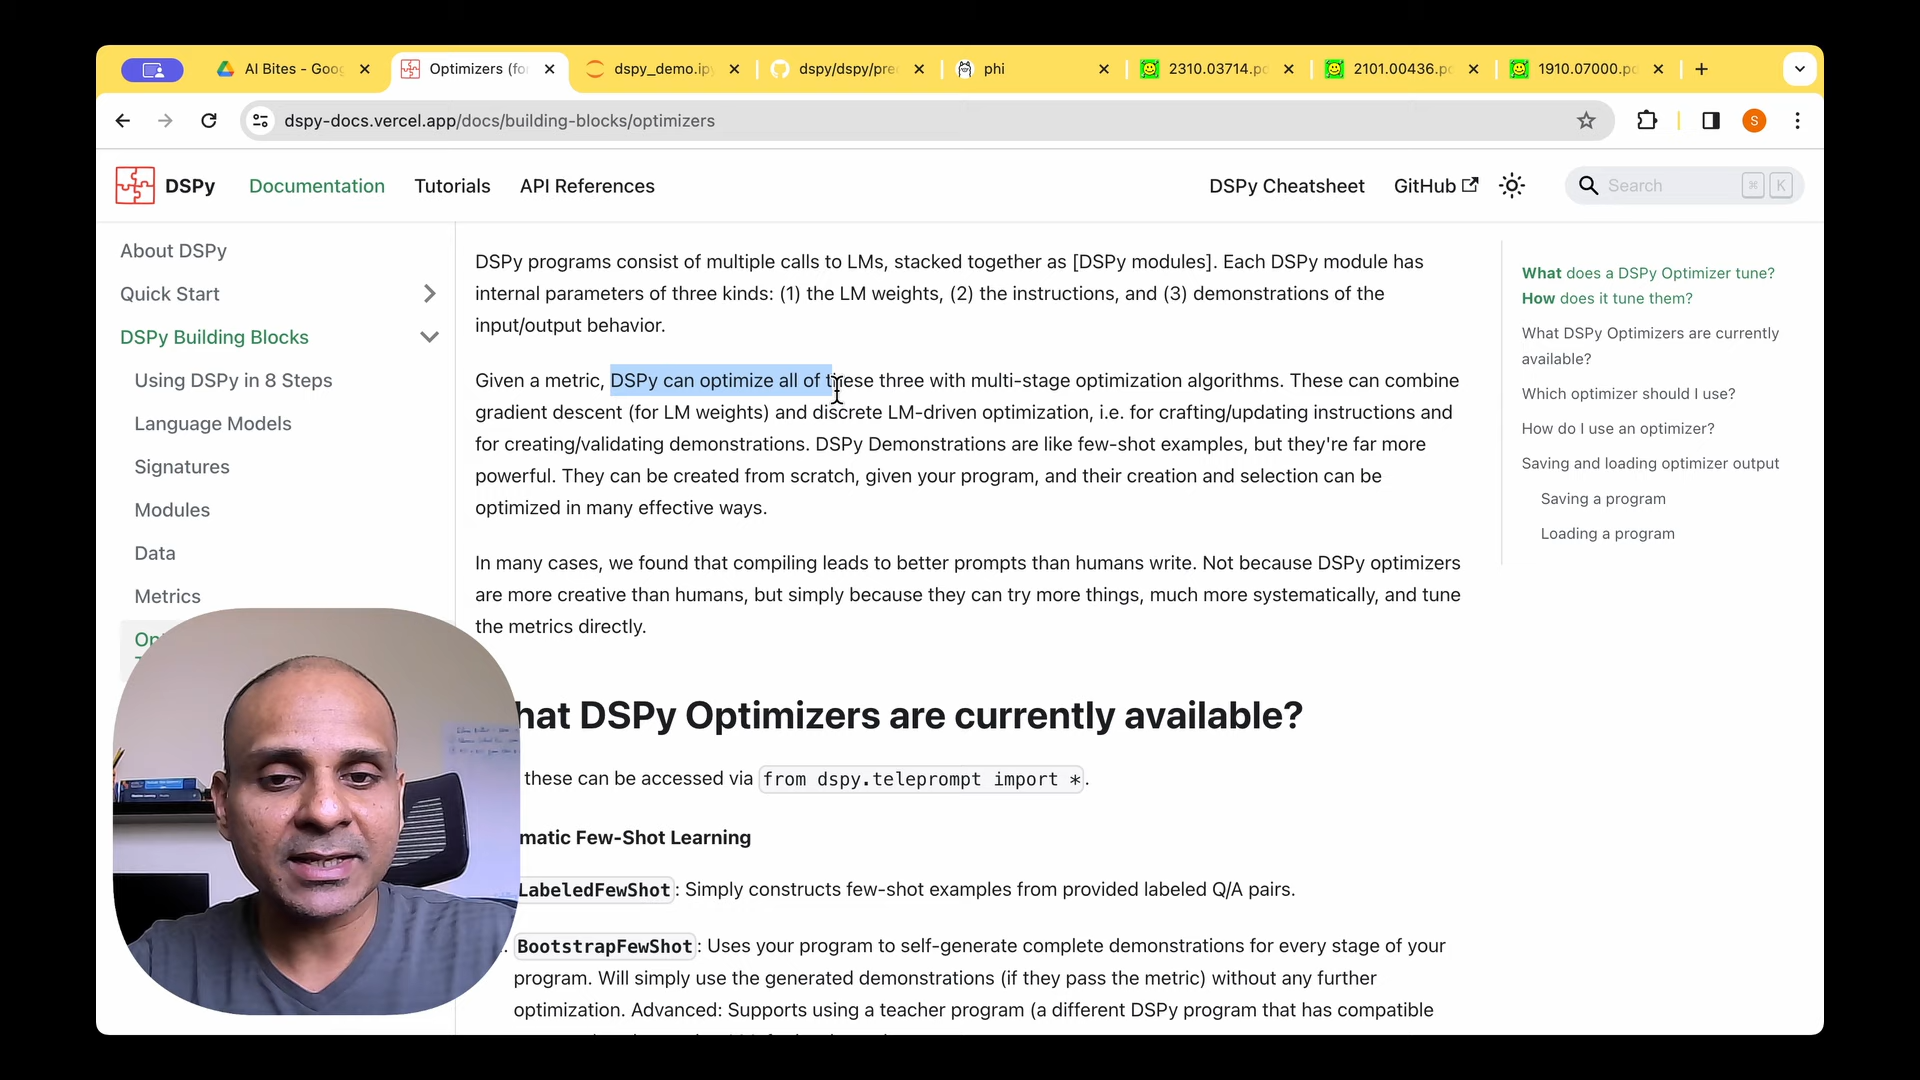 AI Bites - Goog
Optimizers (fo
dspy_demo.ip
dspy/dspy/pre
phi
2310.03714.p
2101.00436.p
1910.07000.p
dspy-docs.vercel.app/docs/building-blocks/optimizers
S
DSPy
Documentation
Tutorials
API References
DSPy Cheatsheet
GitHub
Search
⌘ K
About DSPy
Quick Start
DSPy Building Blocks
Using DSPy in 8 Steps
Language Models
Signatures
Modules
Data
Metrics
DSPy programs consist of multiple calls to LMs, stacked together as [DSPy modules]. Each DSPy module has
internal parameters of three kinds: (1) the LM weights, (2) the instructions, and (3) demonstrations of the
input/output behavior.
Given a metric, DSPy can optimize all of these three with multi-stage optimization algorithms. These can combine
gradient descent (for LM weights) and discrete LM-driven optimization, i.e. for crafting/updating instructions and
for creating/validating demonstrations. DSPy Demonstrations are like few-shot examples, but they're far more
powerful. They can be created from scratch, given your program, and their creation and selection can be
optimized in many effective ways.
In many cases, we found that compiling leads to better prompts than humans write. Not because DSPy optimizers
are more creative than humans, but simply because they can try more things, much more systematically, and tune
the metrics directly.
hat DSPy Optimizers are currently available?
these can be accessed via from dspy.teleprompt import *.
matic Few-Shot Learning
LabeledFewShot: Simply constructs few-shot examples from provided labeled Q/A pairs.
BootstrapFewShot: Uses your program to self-generate complete demonstrations for every stage of your
program. Will simply use the generated demonstrations (if they pass the metric) without any further
optimization. Advanced: Supports using a teacher program (a different DSPy program that has compatible
What does a DSPy Optimizer tune?
How does it tune them?
What DSPy Optimizers are currently
available?
Which optimizer should I use?
How do I use an optimizer?
Saving and loading optimizer output
Saving a program
Loading a program